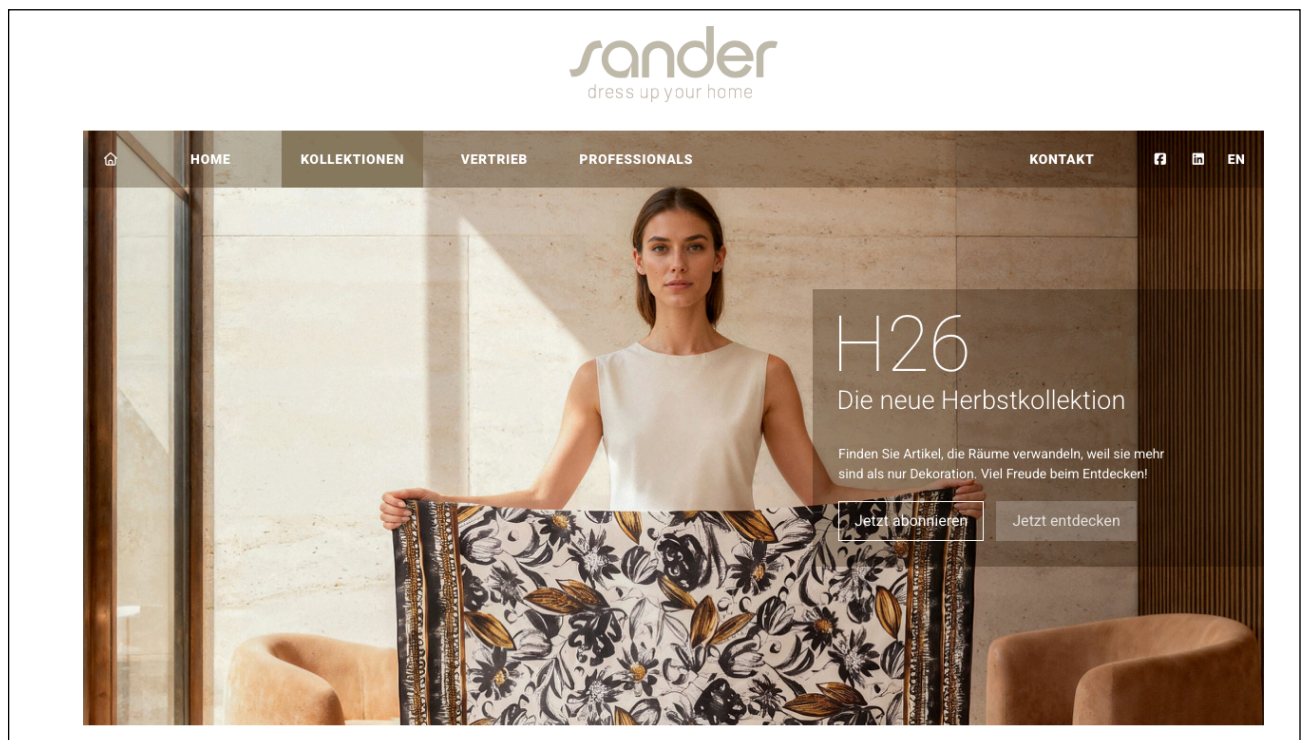 sander
dress up your home
HOME
KOLLEKTIONEN
VERTRIEB
PROFESSIONALS
KONTAKT
EN
H26
Die neue Herbstkollektion
Finden Sie Artikel, die Räume verwandeln, weil sie mehr
sind als nur Dekoration. Viel Freude beim Entdecken!
Jetzt abonnieren
Jetzt entdecken